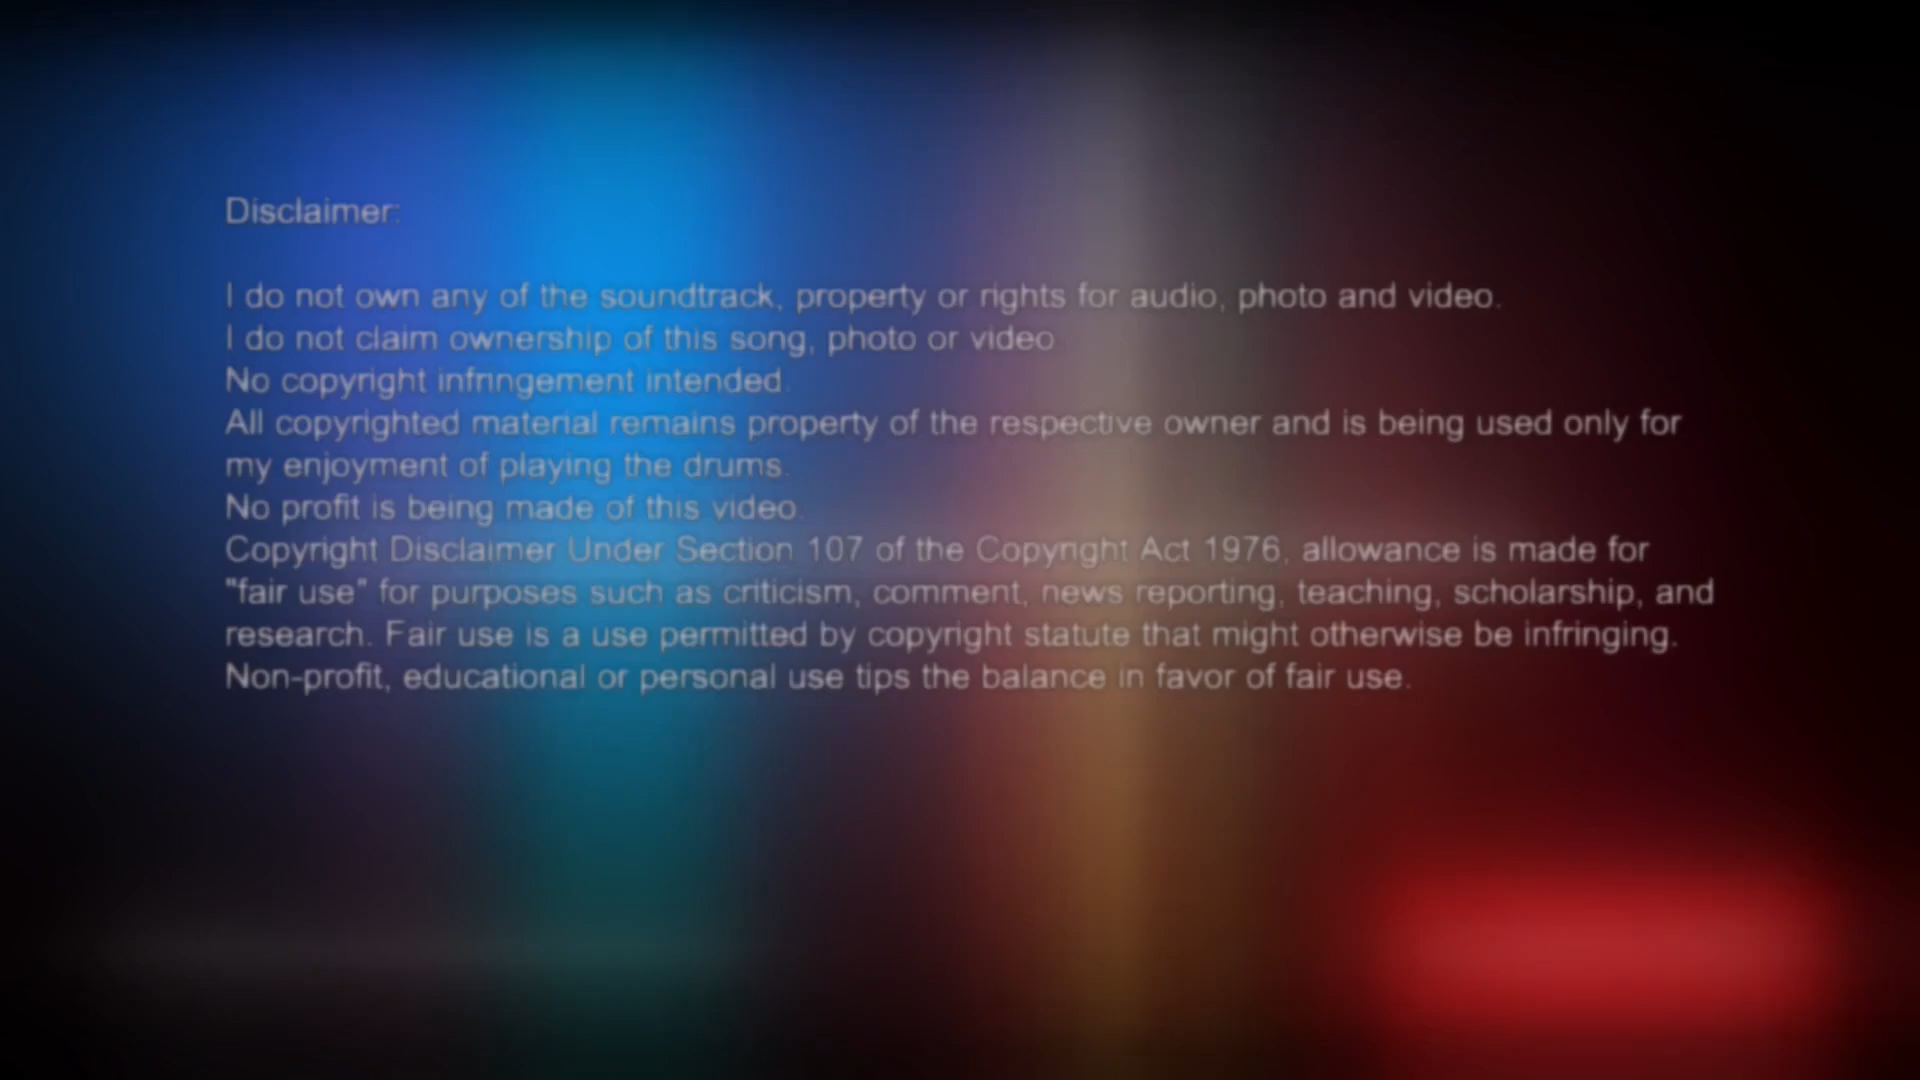 Disclaimer:
I do not own any of the soundtrack, property or rights for audio, photo and video.
I do not claim ownership of this song, photo or video
No copyright infringement intended.
All copyrighted material remains property of the respective owner and is being used only for
my enjoyment of playing the drums.
No profit is being made of this video.
Copyright Disclaimer Under Section 107 of the Copyright Act 1976, allowance is made for
"fair use" for purposes such as criticism, comment, news reporting, teaching, scholarship, and
research. Fair use is a use permitted by copyright statute that might otherwise be infringing.
Non-profit, educational or personal use tips the balance in favor of fair use.